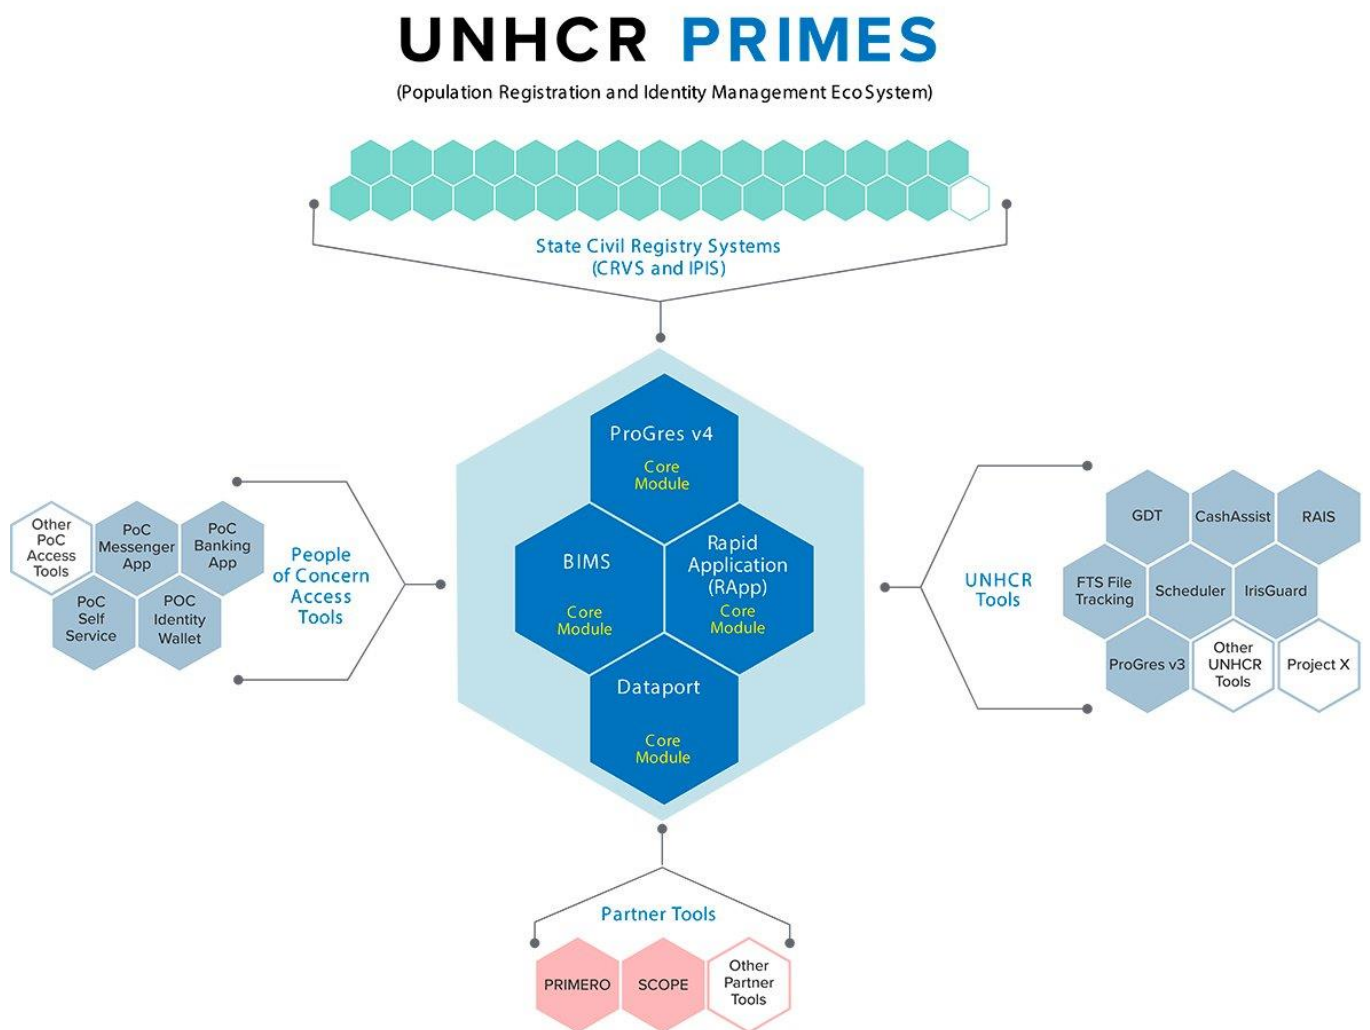 UNHCR PRIMES
(Population Registration and Identity Management EcoSystem)
State Civil Registry Systems
(CRVS and IPIS)
ProGres v4
Core
Module
BIMS
Core
Module
Rapid
Application
(RApp)
Core
Module
Dataport
Core
Module
Other
PoC
Access
Tools
PoC
Messenger
App
PoC
Banking
App
PoC
Self
Service
POC
Identity
Wallet
People
of Concern
Access
Tools
UNHCR
Tools
GDT
CashAssist
RAIS
FTS File
Tracking
Scheduler
IrisGuard
ProGres v3
Other
UNHCR
Tools
Project X
Partner Tools
PRIMERO
SCOPE
Other
Partner
Tools